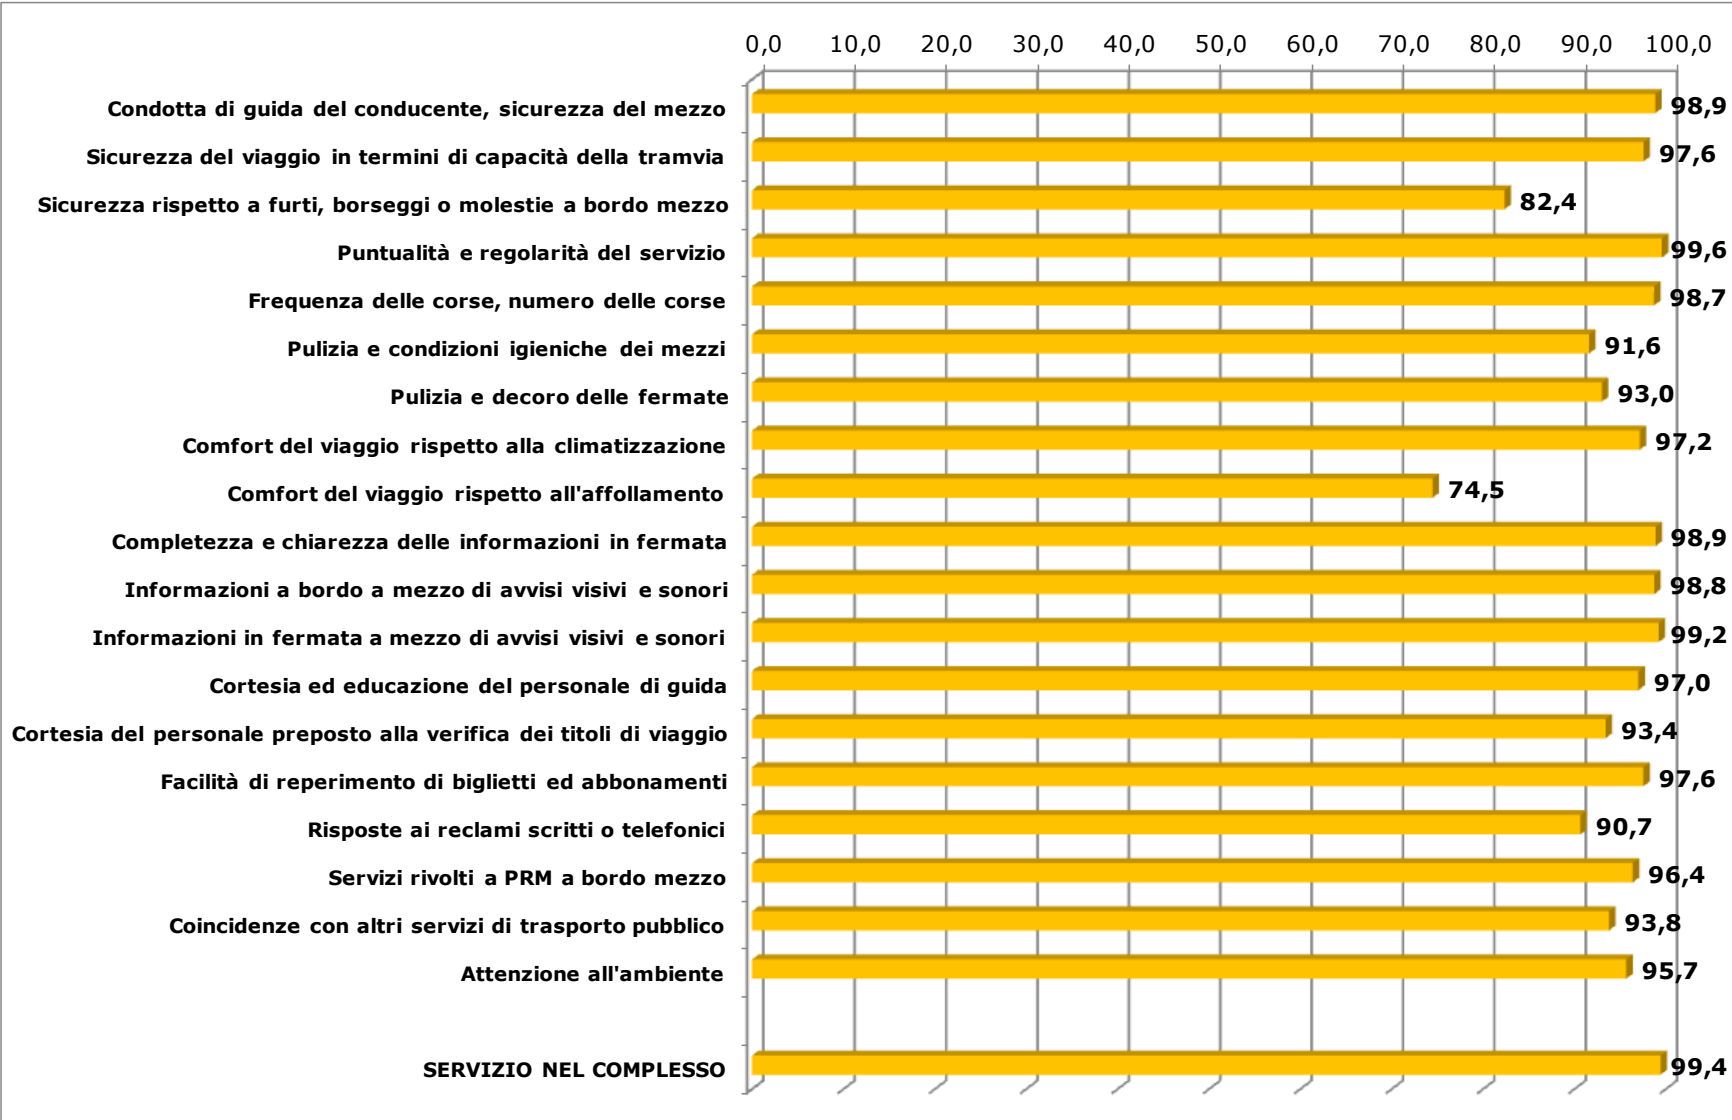 0,0 10,0 20,0 30,0 40,0 50,0 60,0 70,0 80,0 90,0 100,0
Condotta di guida del conducente, sicurezza del mezzo 98,9
Sicurezza del viaggio in termini di capacità della tramvia 97,6
Sicurezza rispetto a furti, borseggi o molestie a bordo mezzo 82,4
Puntualità e regolarità del servizio 99,6
Frequenza delle corse, numero delle corse 98,7
Pulizia e condizioni igieniche dei mezzi 91,6
Pulizia e decoro delle fermate 93,0
Comfort del viaggio rispetto alla climatizzazione 97,2
Comfort del viaggio rispetto all'affollamento 74,5
Completezza e chiarezza delle informazioni in fermata 98,9
Informazioni a bordo a mezzo di avvisi visivi e sonori 98,8
Informazioni in fermata a mezzo di avvisi visivi e sonori 99,2
Cortesia ed educazione del personale di guida 97,0
Cortesia del personale preposto alla verifica dei titoli di viaggio 93,4
Facilità di reperimento di biglietti ed abbonamenti 97,6
Risposte ai reclami scritti o telefonici 90,7
Servizi rivolti a PRM a bordo mezzo 96,4
Coincidenze con altri servizi di trasporto pubblico 93,8
Attenzione all'ambiente 95,7
SERVIZIO NEL COMPLESSO 99,4